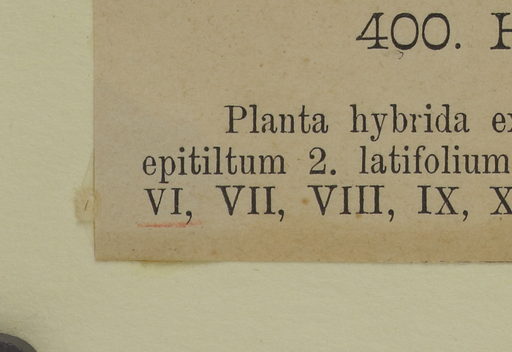 400. H
Planta hybrida ex
epitiltum 2. latifolium
VI, VII, VIII, IX, X